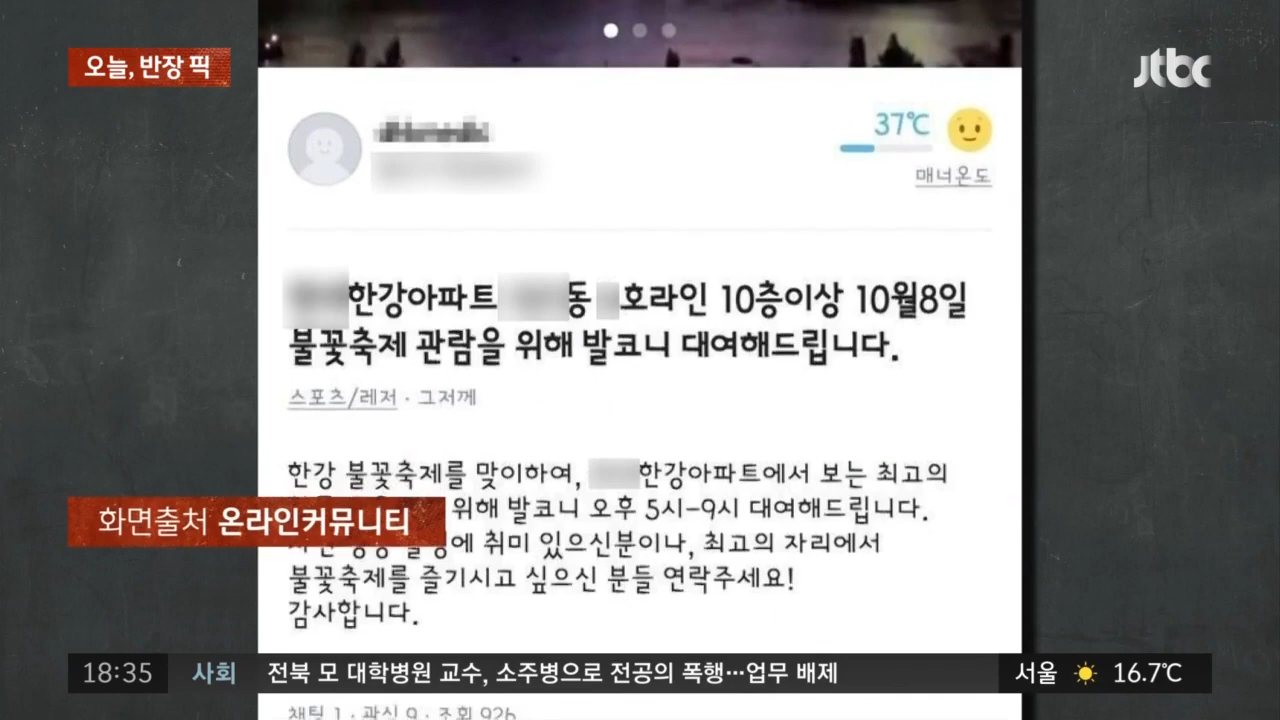 오늘, 반장 픽
jtbc
37℃
매너온도
한강아파트 동 호라인 10층이상 10월8일
불꽃축제 관람을 위해 발코니 대여해드립니다.
스포츠/레저 · 그저께
한강 불꽃축제를 맞이하여, 한강아파트에서 보는 최고의
위해 발코니 오후 5시-9시 대여해드립니다.
에 취미 있으신분이나, 최고의 자리에서
불꽃축제를 즐기시고 싶으신 분들 연락주세요!
감사합니다.
화면출처 온라인커뮤니티
18:35 사회 전북 모 대학병원 교수, 소주병으로 전공의 폭행…업무 배제 서울 16.7℃
채팅 1 · 관심 9 · 조회 926